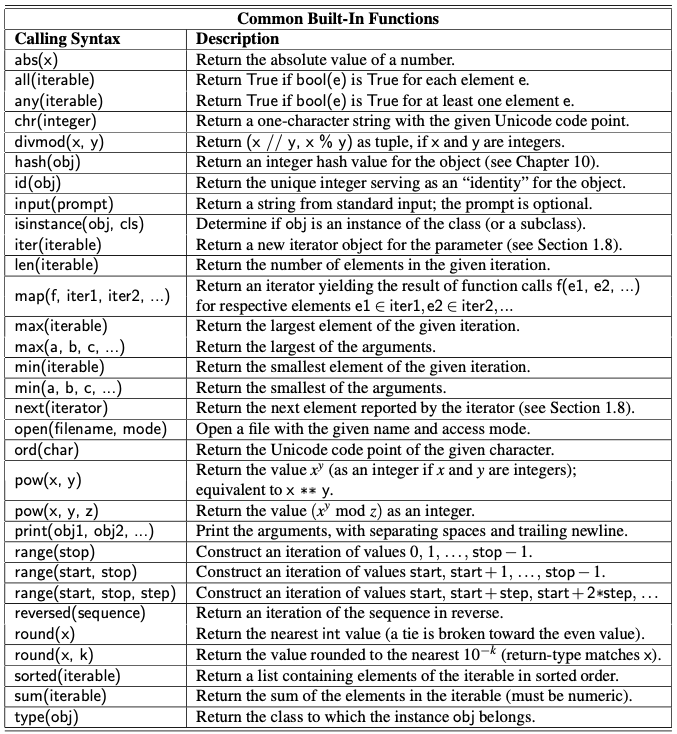 Common Built-In Functions
Calling Syntax Description
abs(x) Return the absolute value of a number.
all(iterable) Return True if bool(e) is True for each element e.
any(iterable) Return True if bool(e) is True for at least one element e.
chr(integer) Return a one-character string with the given Unicode code point.
divmod(x, y) Return (x // y, x % y) as tuple, if x and y are integers.
hash(obj) Return an integer hash value for the object (see Chapter 10).
id(obj) Return the unique integer serving as an “identity” for the object.
input(prompt) Return a string from standard input; the prompt is optional.
isinstance(obj, cls) Determine if obj is an instance of the class (or a subclass).
iter(iterable) Return a new iterator object for the parameter (see Section 1.8).
len(iterable) Return the number of elements in the given iteration.
map(f, iter1, iter2, ...) Return an iterator yielding the result of function calls f(e1, e2, ...)
for respective elements e1 ∈ iter1, e2 ∈ iter2, ...
max(iterable) Return the largest element of the given iteration.
max(a, b, c, ...) Return the largest of the arguments.
min(iterable) Return the smallest element of the given iteration.
min(a, b, c, ...) Return the smallest of the arguments.
next(iterator) Return the next element reported by the iterator (see Section 1.8).
open(filename, mode) Open a file with the given name and access mode.
ord(char) Return the Unicode code point of the given character.
pow(x, y) Return the value x^y (as an integer if x and y are integers);
equivalent to x ** y.
pow(x, y, z) Return the value (x^y mod z) as an integer.
print(obj1, obj2, ...) Print the arguments, with separating spaces and trailing newline.
range(stop) Construct an iteration of values 0, 1, ..., stop − 1.
range(start, stop) Construct an iteration of values start, start + 1, ..., stop − 1.
range(start, stop, step) Construct an iteration of values start, start + step, start + 2*step, ...
reversed(sequence) Return an iteration of the sequence in reverse.
round(x) Return the nearest int value (a tie is broken toward the even value).
round(x, k) Return the value rounded to the nearest 10^−k (return-type matches x).
sorted(iterable) Return a list containing elements of the iterable in sorted order.
sum(iterable) Return the sum of the elements in the iterable (must be numeric).
type(obj) Return the class to which the instance obj belongs.